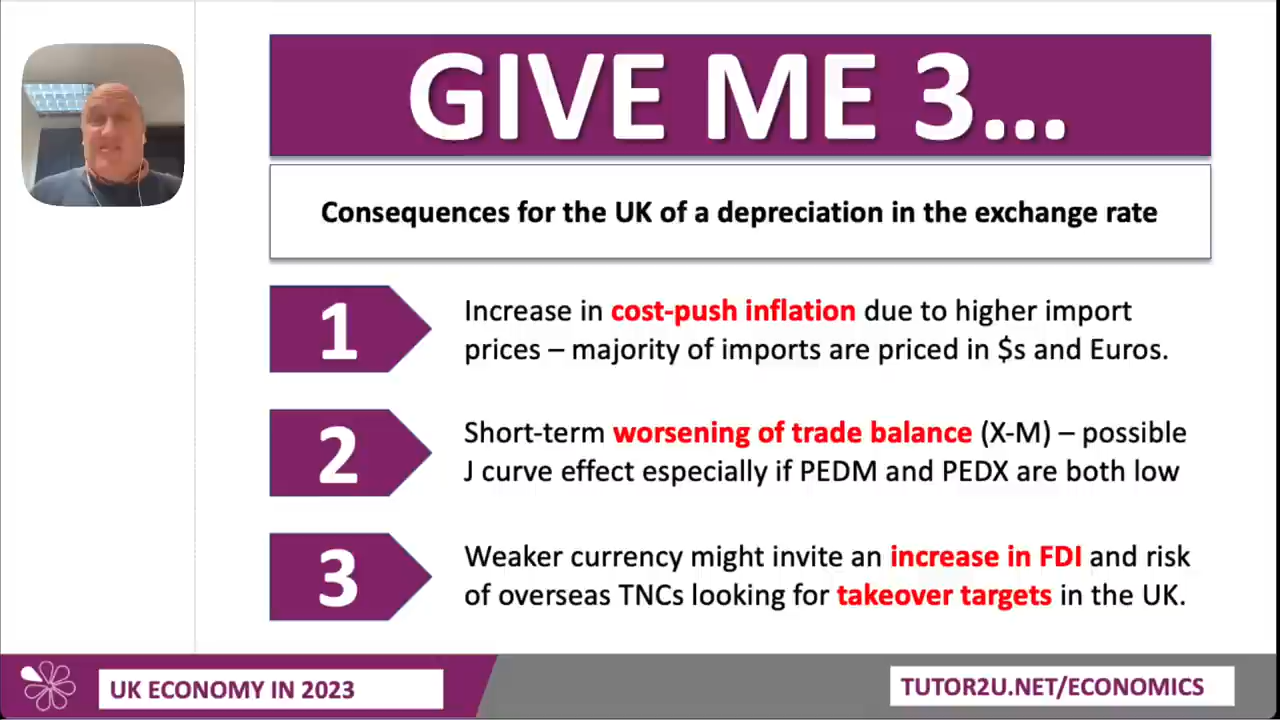 GIVE ME 3...
Consequences for the UK of a depreciation in the exchange rate
1
Increase in cost-push inflation due to higher import
prices – majority of imports are priced in $s and Euros.
2
Short-term worsening of trade balance (X-M) – possible
J curve effect especially if PEDM and PEDX are both low
3
Weaker currency might invite an increase in FDI and risk
of overseas TNCs looking for takeover targets in the UK.
UK ECONOMY IN 2023
TUTOR2U.NET/ECONOMICS